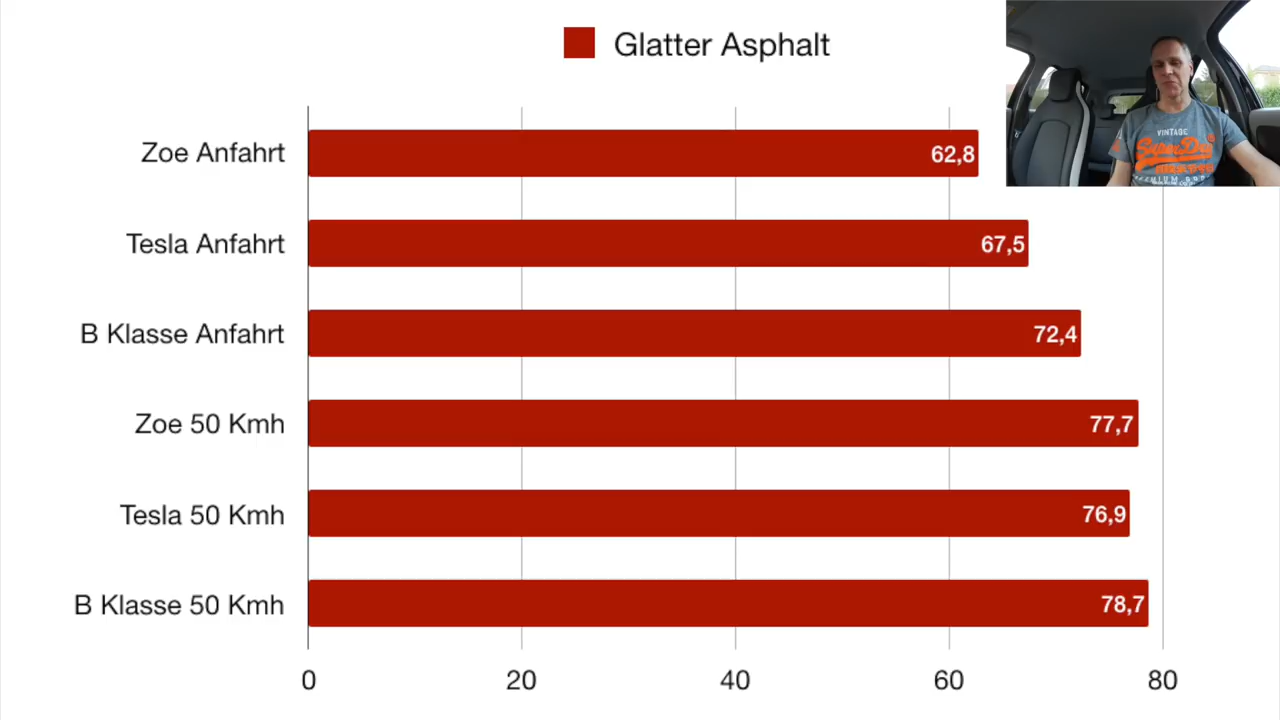 Glatter Asphalt
Zoe Anfahrt
62,8
Tesla Anfahrt
67,5
B Klasse Anfahrt
72,4
Zoe 50 Kmh
77,7
Tesla 50 Kmh
76,9
B Klasse 50 Kmh
78,7
0
20
40
60
80
VINTAGE
SuperDry